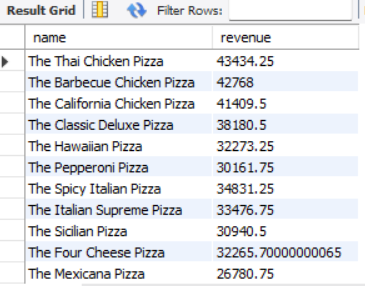 Result Grid Filter Rows:
name revenue
The Thai Chicken Pizza 43434.25
The Barbecue Chicken Pizza 42768
The California Chicken Pizza 41409.5
The Classic Deluxe Pizza 38180.5
The Hawaiian Pizza 32273.25
The Pepperoni Pizza 30161.75
The Spicy Italian Pizza 34831.25
The Italian Supreme Pizza 33476.75
The Sicilian Pizza 30940.5
The Four Cheese Pizza 32265.70000000065
The Mexicana Pizza 26780.75